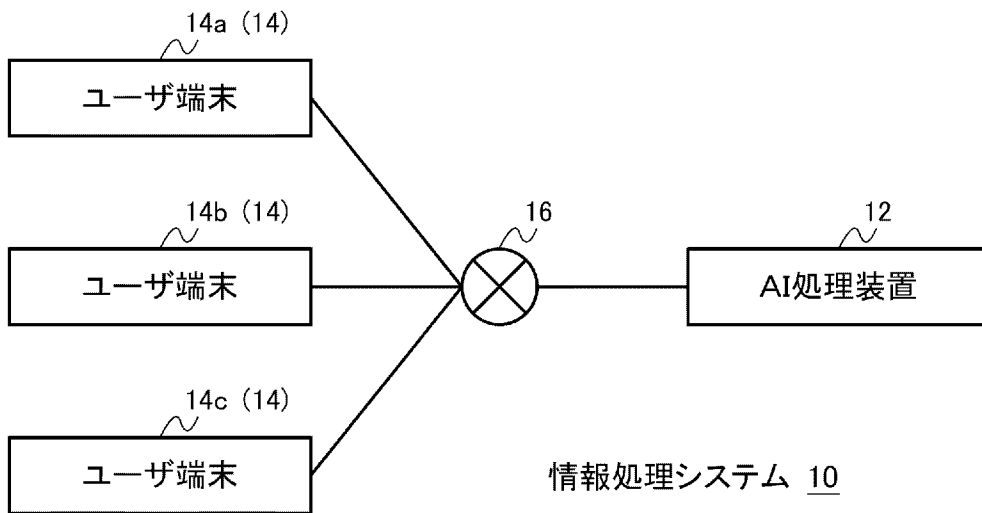 14a (14)
ユーザ端末
14b (14)
ユーザ端末
16
12
AI処理装置
14c (14)
ユーザ端末
情報処理システム 10